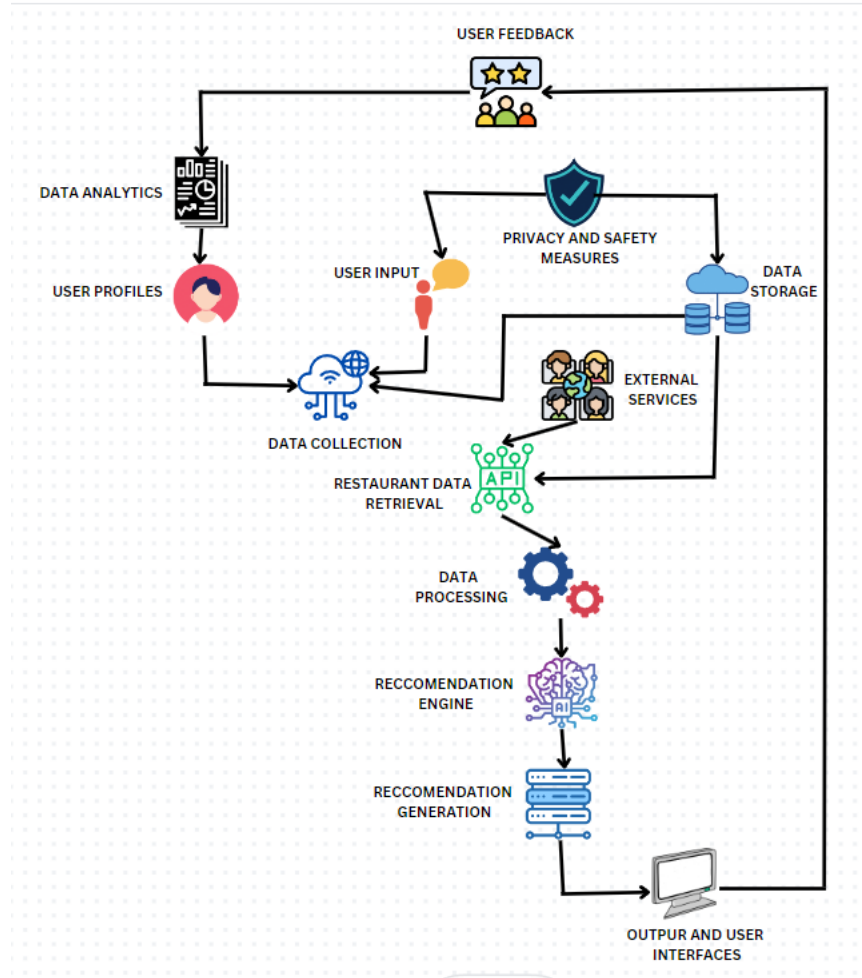 USER FEEDBACK
DATA ANALYTICS
PRIVACY AND SAFETY
MEASURES
USER INPUT
DATA
STORAGE
USER PROFILES
EXTERNAL
SERVICES
DATA COLLECTION
API
RESTAURANT DATA
RETRIEVAL
DATA
PROCESSING
RECCOMENDATION
ENGINE
AI
RECCOMENDATION
GENERATION
OUTPUR AND USER
INTERFACES